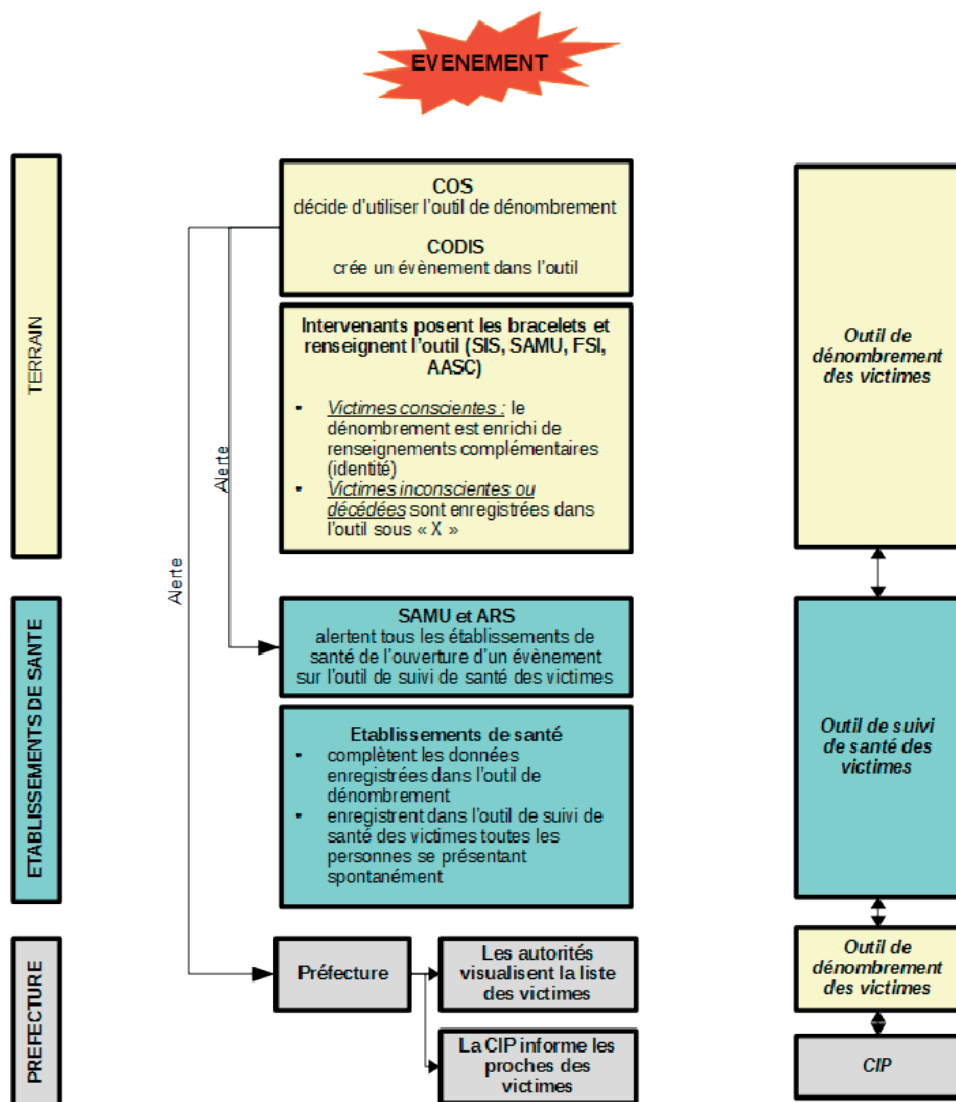 EVENEMENT
TERRAIN
COS
décide d'utiliser l'outil de dénombrement
CODIS
crée un évènement dans l'outil
Intervenants posent les bracelets et
renseignent l'outil (SIS, SAMU, FSI,
AASC)
• Victimes conscientes : le
dénombrement est enrichi de
renseignements complémentaires
(identité)
• Victimes inconscientes ou
décédées sont enregistrées dans
l'outil sous « X »
Outil de
dénombrement
des victimes
Alerte
Alerte
ETABLISSEMENTS DE SANTE
SAMU et ARS
alertent tous les établissements de
santé de l'ouverture d'un évènement
sur l'outil de suivi de santé des victimes
Etablissements de santé
• complètent les données
enregistrées dans l'outil de
dénombrement
• enregistrent dans l'outil de suivi de
santé des victimes toutes les
personnes se présentant
spontanément
Outil de suivi
de santé des
victimes
PREFECTURE
Préfecture
Les autorités
visualisent la liste
des victimes
La CIP informe les
proches des
victimes
Outil de
dénombrement
des victimes
CIP